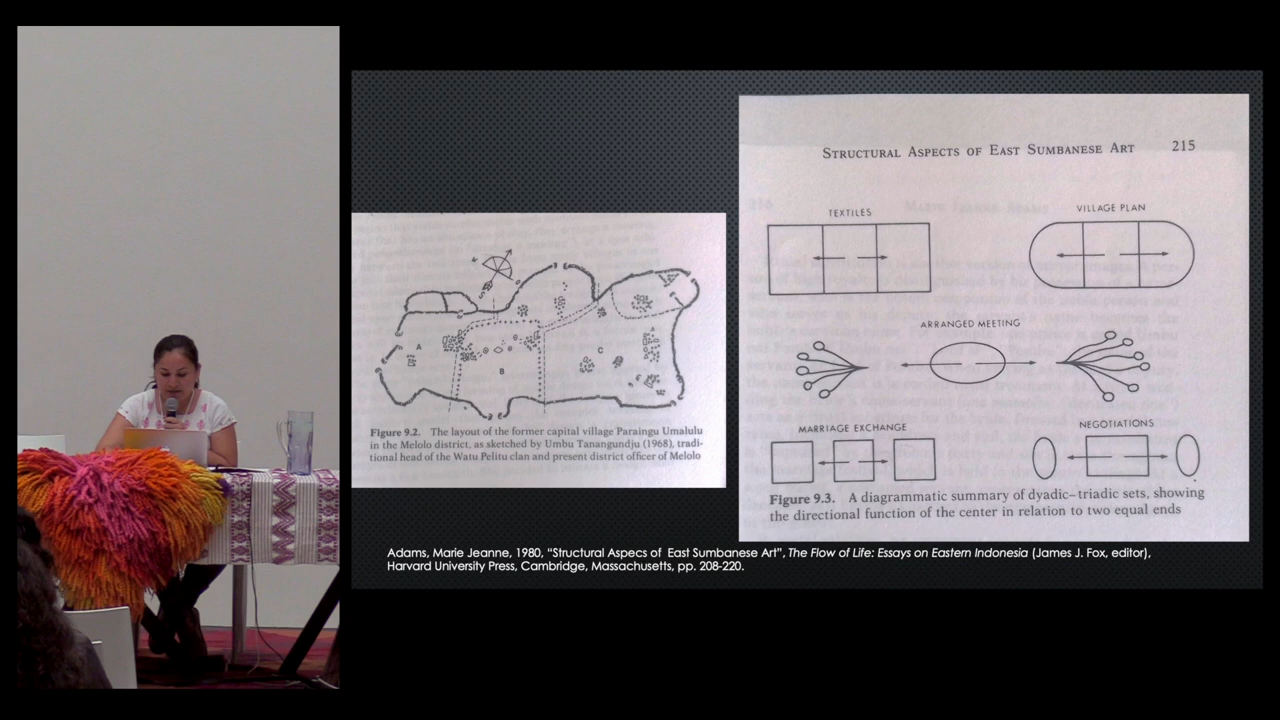 STRUCTURAL ASPECTS OF EAST SUMBANESE ART 215
TEXTILES
VILLAGE PLAN
ARRANGED MEETING
MARRIAGE EXCHANGE
NEGOTIATIONS
Figure 9.3. A diagrammatic summary of dyadic–triadic sets, showing
the directional function of the center in relation to two equal ends
A
B
C
Figure 9.2. The layout of the former capital village Paraingu Umalulu
in the Melolo district, as sketched by Umbu Tanangundju (1968), tradi-
tional head of the Watu Pelitu clan and present district officer of Melolo
Adams, Marie Jeanne, 1980, “Structural Aspecs of East Sumbanese Art”, The Flow of Life: Essays on Eastern Indonesia (James J. Fox, editor),
Harvard University Press, Cambridge, Massachusetts, pp. 208-220.